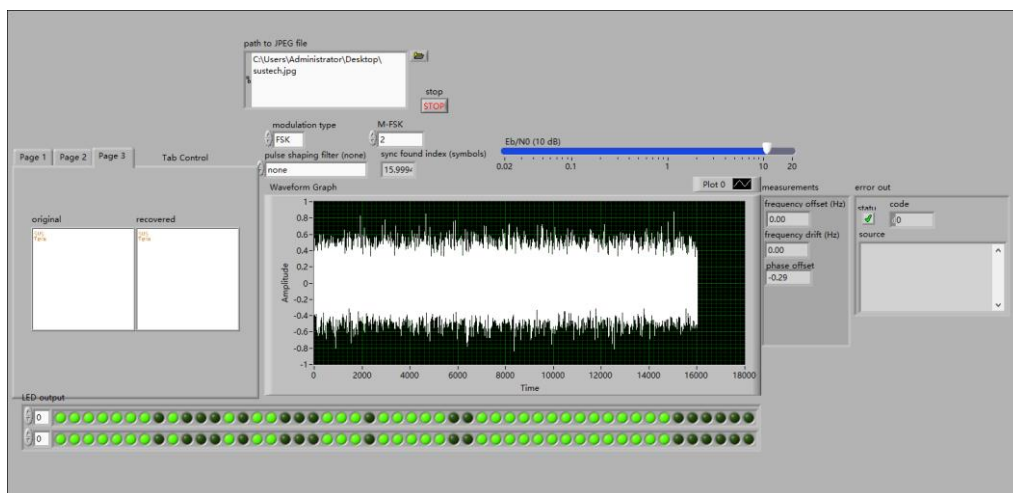 path to JPEG file
C:\Users\Administrator\Desktop\
sustech.jpg
stop
STOP
modulation type
M-FSK
FSK
2
Eb/N0 (10 dB)
pulse shaping filter (none)
sync found index (symbols)
none
0.02
0.1
1
10
20
Page 1
Page 2
Page 3
Tab Control
Waveform Graph
Plot 0
original
recovered
Amplitude
1
0.8
0.6
0.4
0.2
0
-0.2
-0.4
-0.6
-0.8
-1
0
2000
4000
6000
8000
10000
12000
14000
16000
18000
Time
measurements
frequency offset (Hz)
0.00
frequency drift (Hz)
0.00
phase offset
-0.29
error out
statu
code
0
source
LED output
0
0